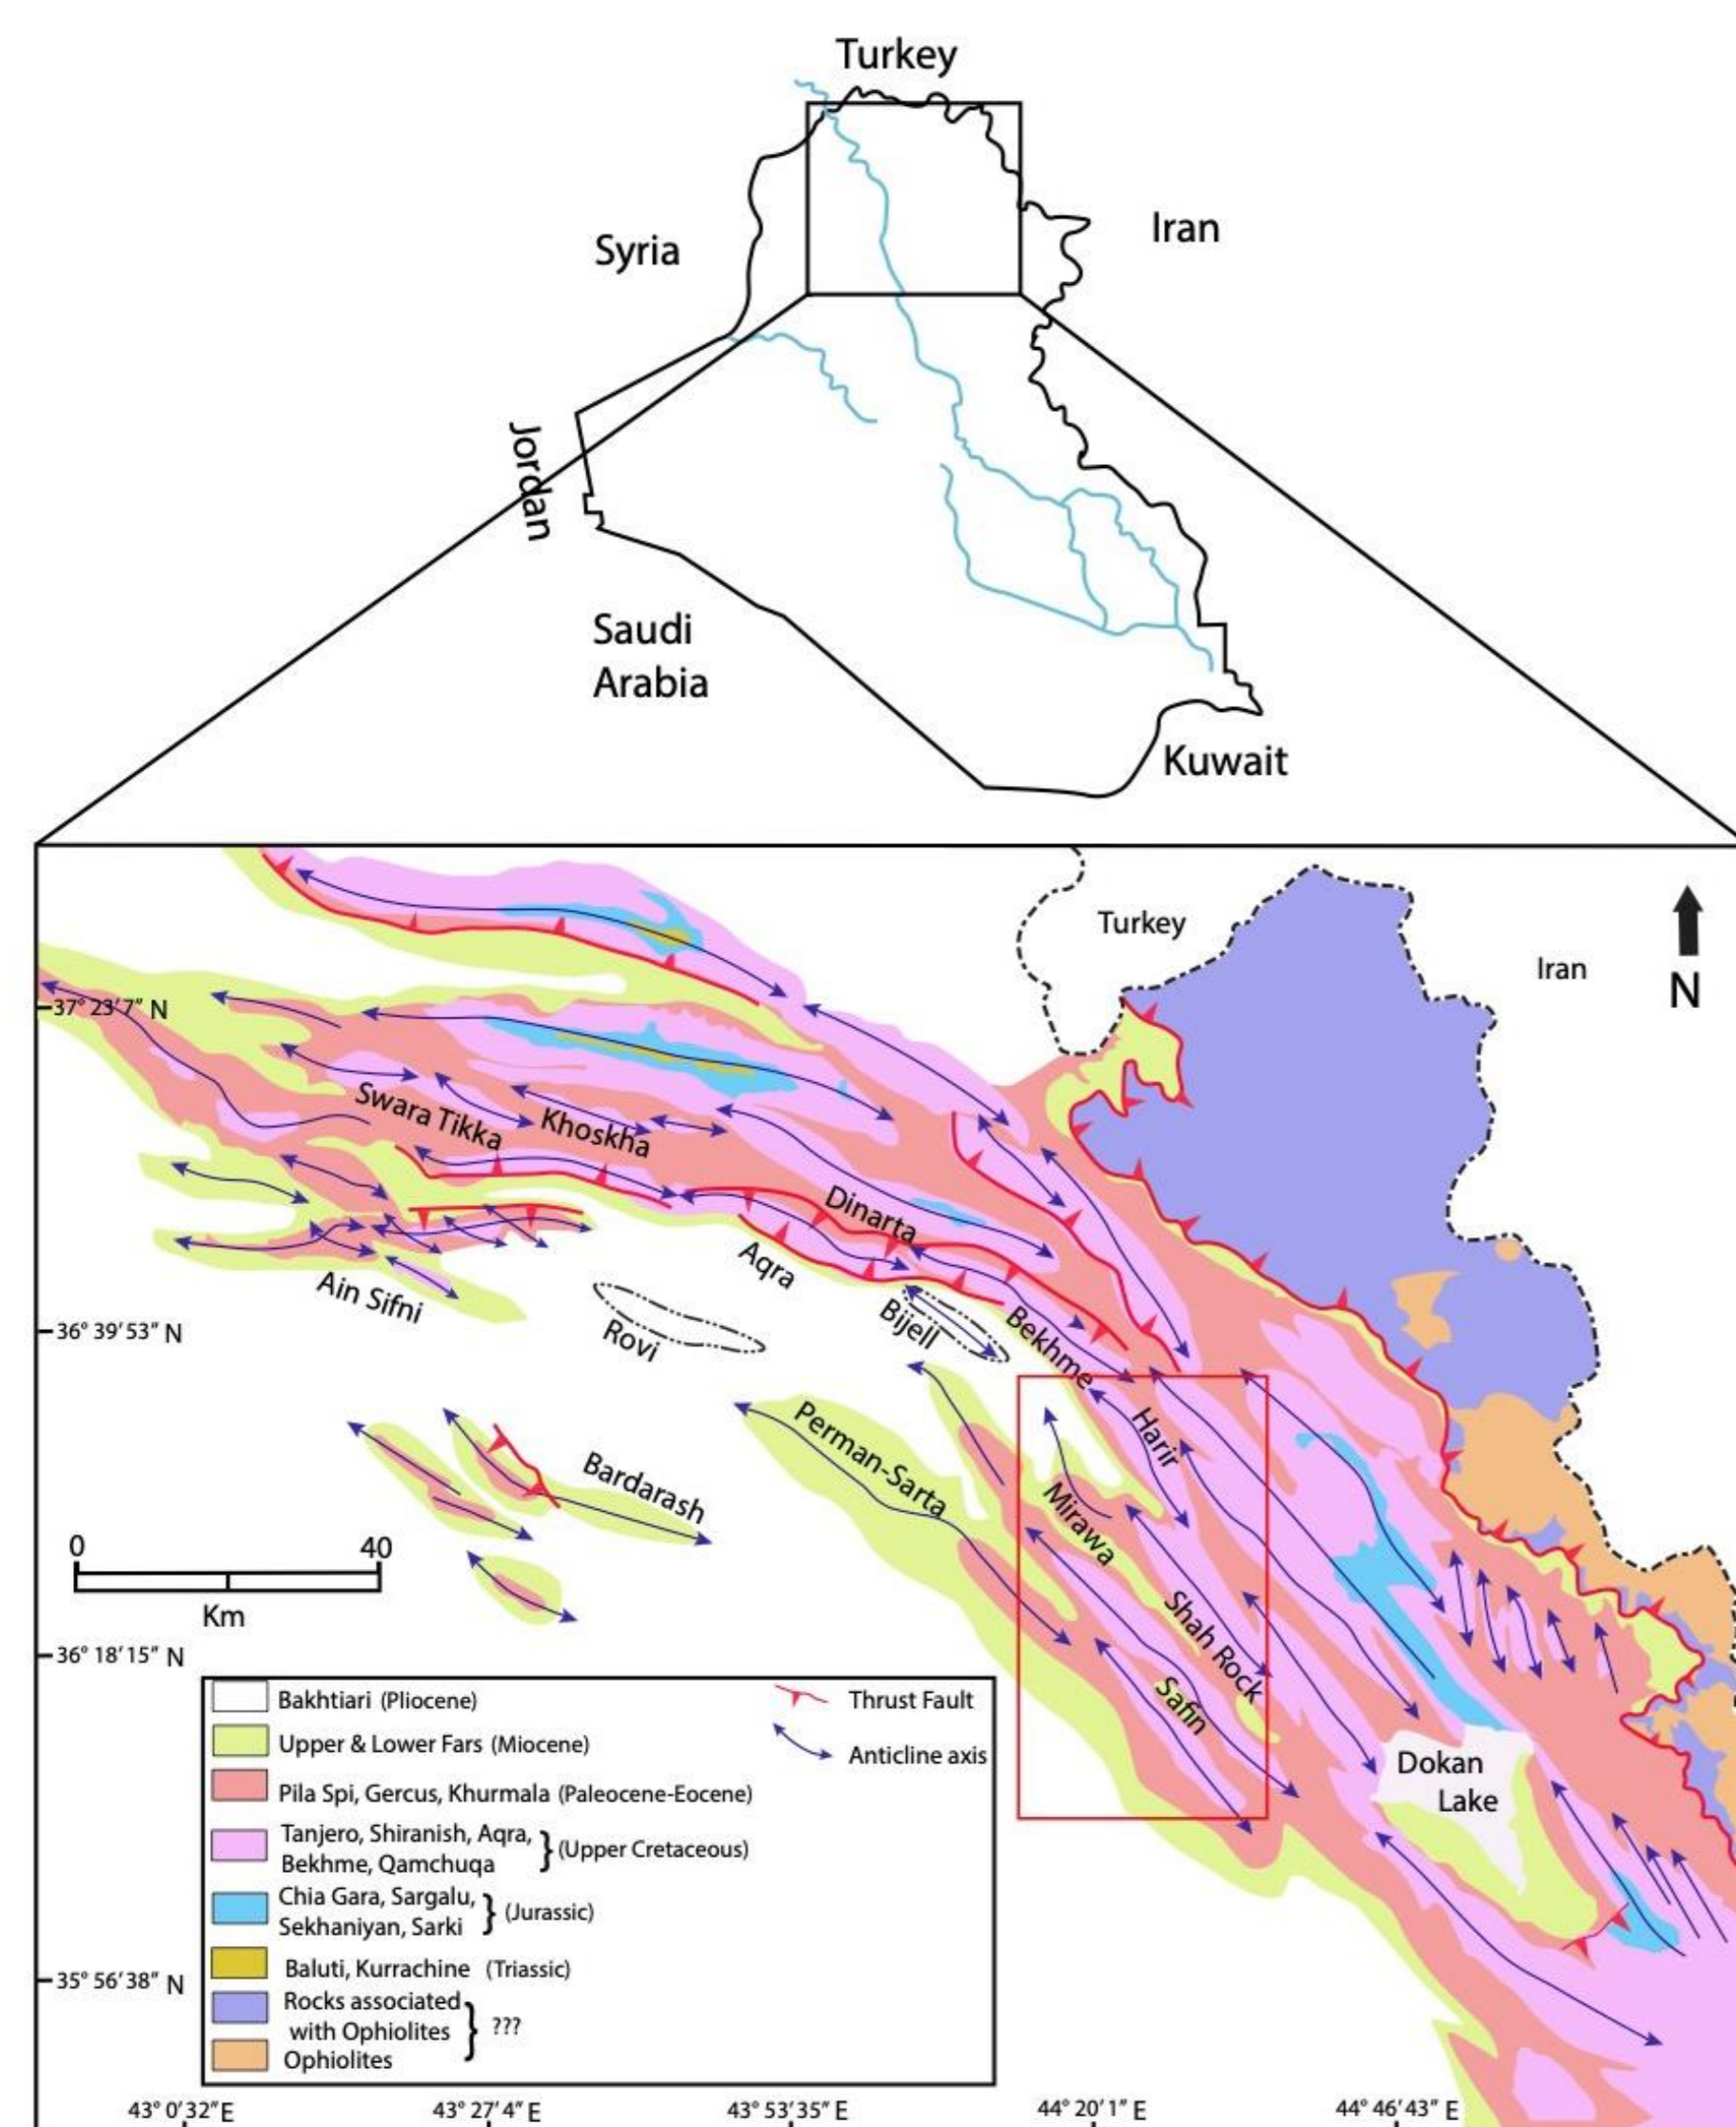 Turkey
Syria
Iran
Jordan
Saudi
Arabia
Kuwait
Turkey
Iran
N
37° 23′7″ N
Swara Tikka
Khoskha
Dinarta
Aqra
Ain Sifni
Rovi
Bijell
Bekhme
36° 39′53″ N
Harir
Perman-Sarta
Bardarash
Mirawa
0 40
Km
Shah Rock
Safin
36° 18′15″ N
Dokan
Lake
Bakhtiari (Pliocene)
Upper & Lower Fars (Miocene)
Pila Spi, Gercus, Khurmala (Paleocene-Eocene)
Tanjero, Shiranish, Aqra,
Bekhme, Qamchuqa } (Upper Cretaceous)
Chia Gara, Sargalu,
Sekhaniyan, Sarki } (Jurassic)
Baluti, Kurrachine (Triassic)
Rocks associated
with Ophiolites } ???
Ophiolites
Thrust Fault
Anticline axis
35° 56′38″ N
43° 0′32″E 43° 27′4″ E 43° 53′35″ E 44° 20′1″ E 44° 46′43″ E